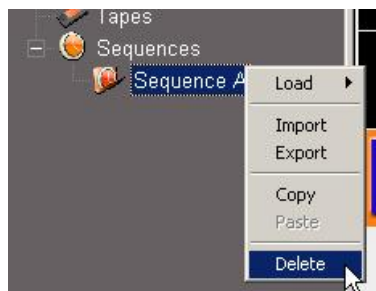 Tapes
Sequences
Sequence A
Load
Import
Export
Copy
Paste
Delete